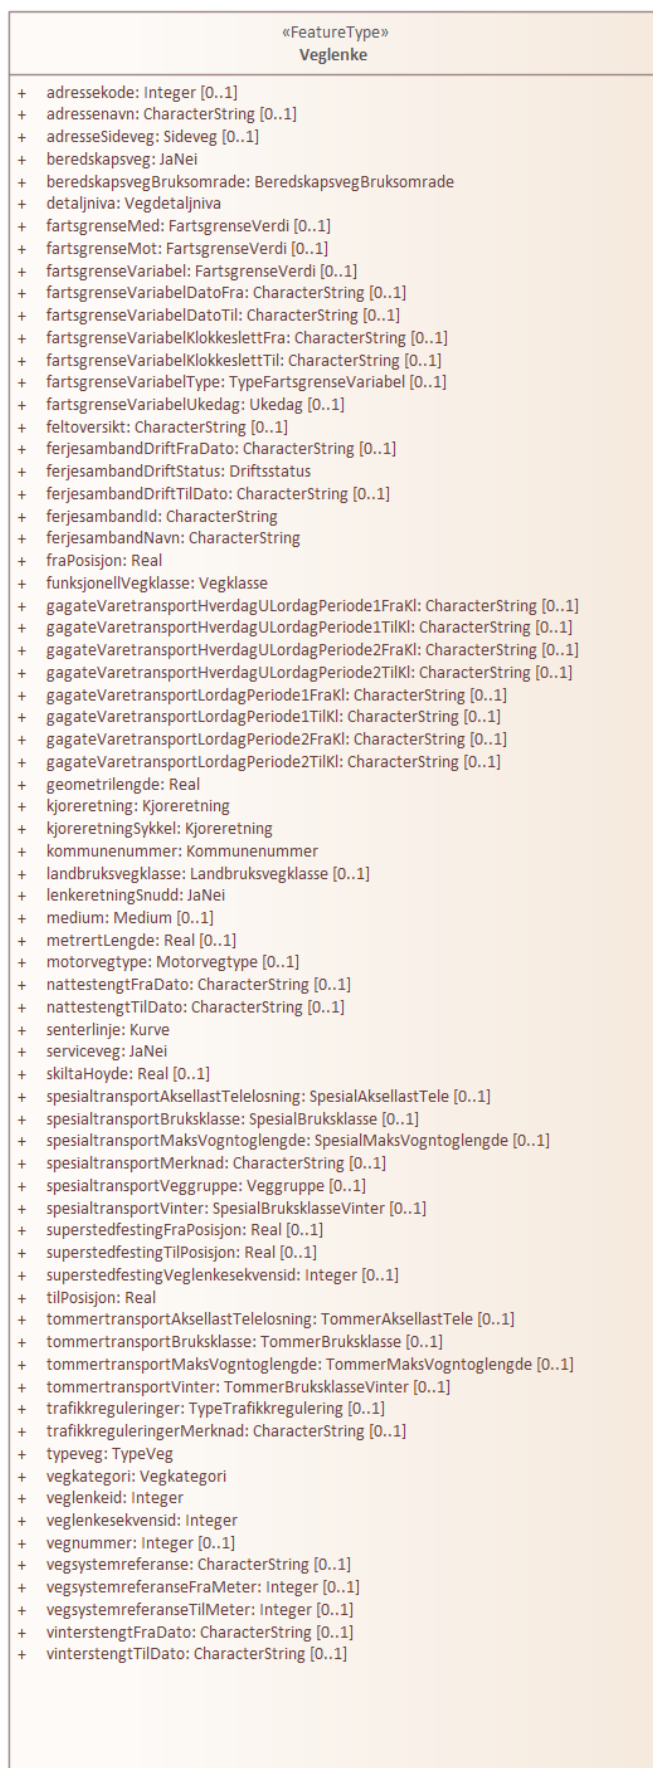 «FeatureType»
Veglenke
+ adressekode: Integer [0..1]
+ adressenavn: CharacterString [0..1]
+ adresseSideveg: Sideveg [0..1]
+ beredskapsveg: JaNei
+ beredskapsvegBruksomrade: BeredskapsvegBruksomrade
+ detaljniva: Vegdetaljniva
+ fartsgrenseMed: FartsgrenseVerdi [0..1]
+ fartsgrenseMot: FartsgrenseVerdi [0..1]
+ fartsgrenseVariabel: FartsgrenseVerdi [0..1]
+ fartsgrenseVariabelDatoFra: CharacterString [0..1]
+ fartsgrenseVariabelDatoTil: CharacterString [0..1]
+ fartsgrenseVariabelKlokkeslettFra: CharacterString [0..1]
+ fartsgrenseVariabelKlokkeslettTil: CharacterString [0..1]
+ fartsgrenseVariabelType: TypeFartsgrenseVariabel [0..1]
+ fartsgrenseVariabelUkedag: Ukedag [0..1]
+ feltoversikt: CharacterString [0..1]
+ ferjesambandDriftFraDato: CharacterString [0..1]
+ ferjesambandDriftStatus: Driftsstatus
+ ferjesambandDriftTilDato: CharacterString [0..1]
+ ferjesambandId: CharacterString
+ ferjesambandNavn: CharacterString
+ fraPosisjon: Real
+ funksjonellVegklasse: Vegklasse
+ gagateVaretransportHverdagULordagPeriode1FraKl: CharacterString [0..1]
+ gagateVaretransportHverdagULordagPeriode1TilKl: CharacterString [0..1]
+ gagateVaretransportHverdagULordagPeriode2FraKl: CharacterString [0..1]
+ gagateVaretransportHverdagULordagPeriode2TilKl: CharacterString [0..1]
+ gagateVaretransportLordagPeriode1FraKl: CharacterString [0..1]
+ gagateVaretransportLordagPeriode1TilKl: CharacterString [0..1]
+ gagateVaretransportLordagPeriode2FraKl: CharacterString [0..1]
+ gagateVaretransportLordagPeriode2TilKl: CharacterString [0..1]
+ geometrilengde: Real
+ kjoreretning: Kjoreretning
+ kjoreretningSykkel: Kjoreretning
+ kommunenummer: Kommunenummer
+ landbruksvegklasse: Landbruksvegklasse [0..1]
+ lenkeretningSnudd: JaNei
+ medium: Medium [0..1]
+ metrertLengde: Real [0..1]
+ motorvegtype: Motorvegtype [0..1]
+ nattestengtFraDato: CharacterString [0..1]
+ nattestengtTilDato: CharacterString [0..1]
+ senterlinje: Kurve
+ serviceveg: JaNei
+ skiltaHoyde: Real [0..1]
+ spesialtransportAksellastTelelosning: SpesialAksellastTele [0..1]
+ spesialtransportBruksklasse: SpesialBruksklasse [0..1]
+ spesialtransportMaksVogntoglengde: SpesialMaksVogntoglengde [0..1]
+ spesialtransportMerknad: CharacterString [0..1]
+ spesialtransportVeggruppe: Veggruppe [0..1]
+ spesialtransportVinter: SpesialBruksklasseVinter [0..1]
+ superstedfestingFraPosisjon: Real [0..1]
+ superstedfestingTilPosisjon: Real [0..1]
+ superstedfestingVeglenkesekvensid: Integer [0..1]
+ tilPosisjon: Real
+ tommertransportAksellastTelelosning: TommerAksellastTele [0..1]
+ tommertransportBruksklasse: TommerBruksklasse [0..1]
+ tommertransportMaksVogntoglengde: TommerMaksVogntoglengde [0..1]
+ tommertransportVinter: TommerBruksklasseVinter [0..1]
+ trafikkreguleringer: TypeTrafikkregulering [0..1]
+ trafikkreguleringerMerknad: CharacterString [0..1]
+ typeveg: TypeVeg
+ vegkategori: Vegkategori
+ veglenkeid: Integer
+ veglenkesekvensid: Integer
+ vegnummer: Integer [0..1]
+ vegsystemreferanse: CharacterString [0..1]
+ vegsystemreferanseFraMeter: Integer [0..1]
+ vegsystemreferanseTilMeter: Integer [0..1]
+ vinterstengtFraDato: CharacterString [0..1]
+ vinterstengtTilDato: CharacterString [0..1]